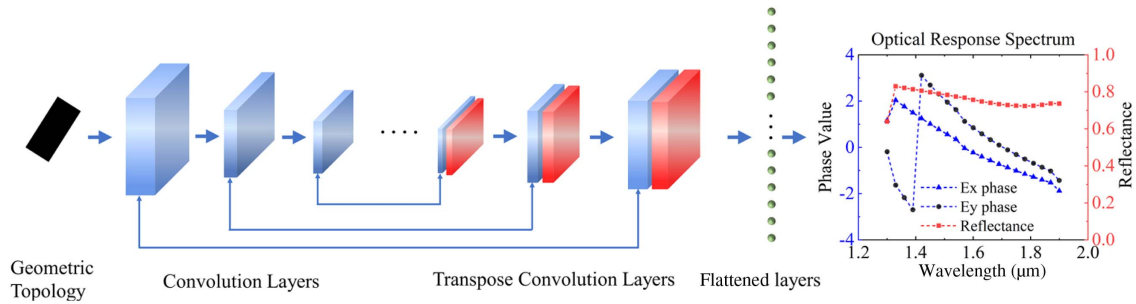 Geometric
Topology
Convolution Layers
Transpose Convolution Layers
Flattened layers
Optical Response Spectrum
Phase Value
4
2
0
-2
-4
Ex phase
Ey phase
Reflectance
1.2
1.4
1.6
1.8
2.0
Wavelength (μm)
1.0
0.8
0.6
0.4
0.2
0.0
Reflectance